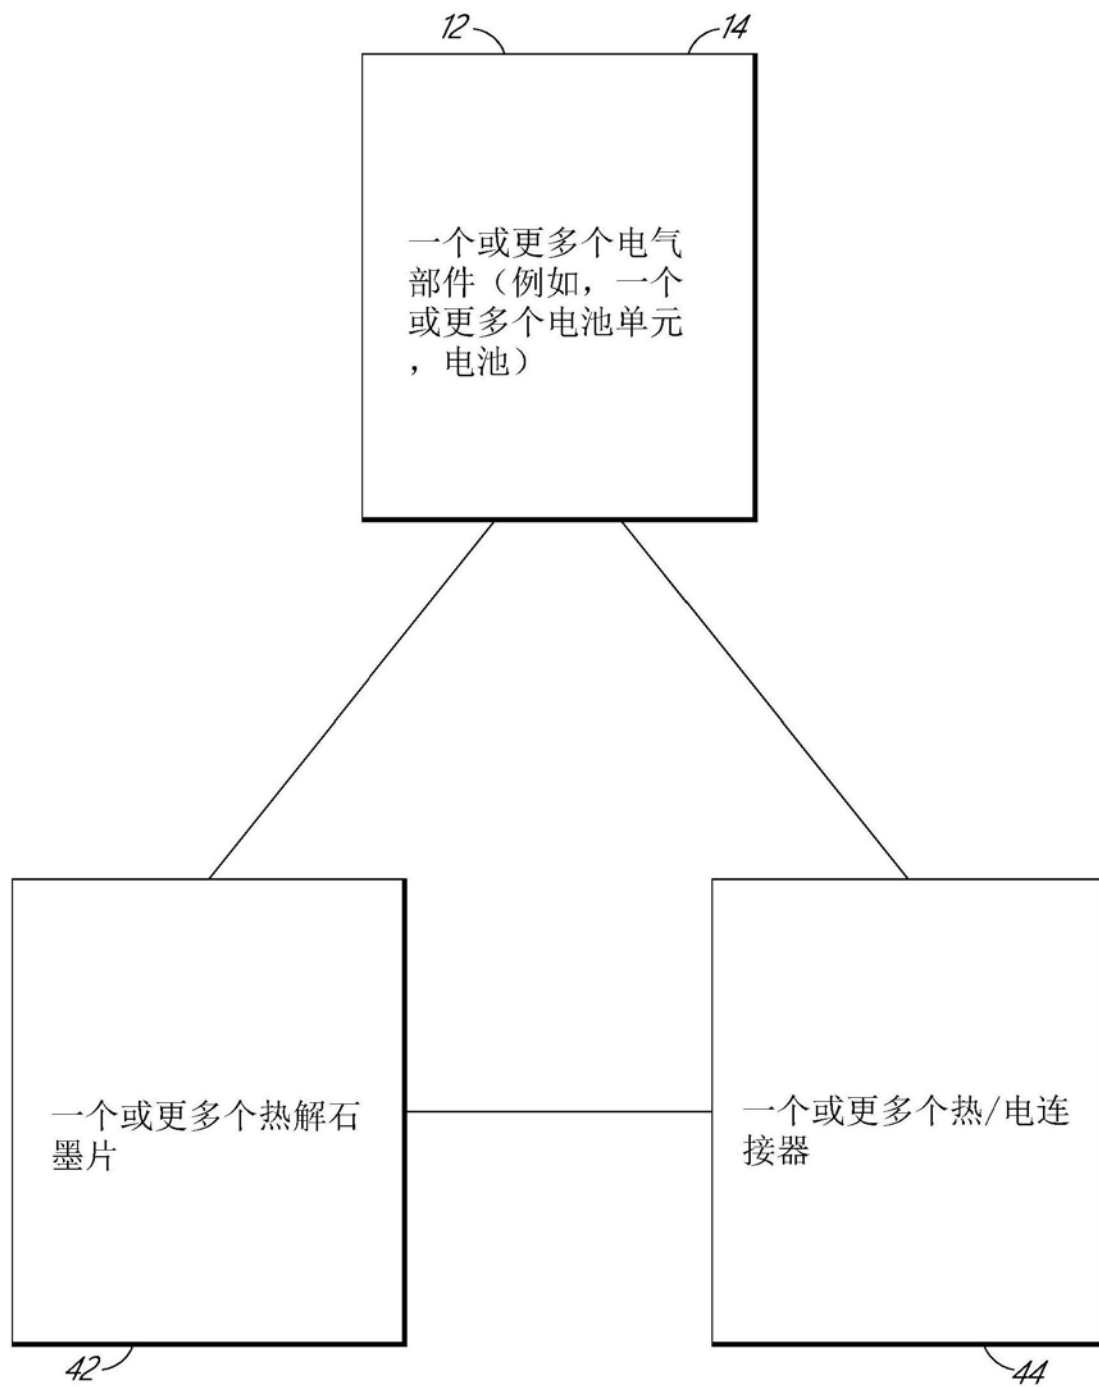 12
14
一个或更多个电气
部件（例如，一个
或更多个电池单元
，电池）
一个或更多个热解石
墨片
一个或更多个热/电连
接器
42
44